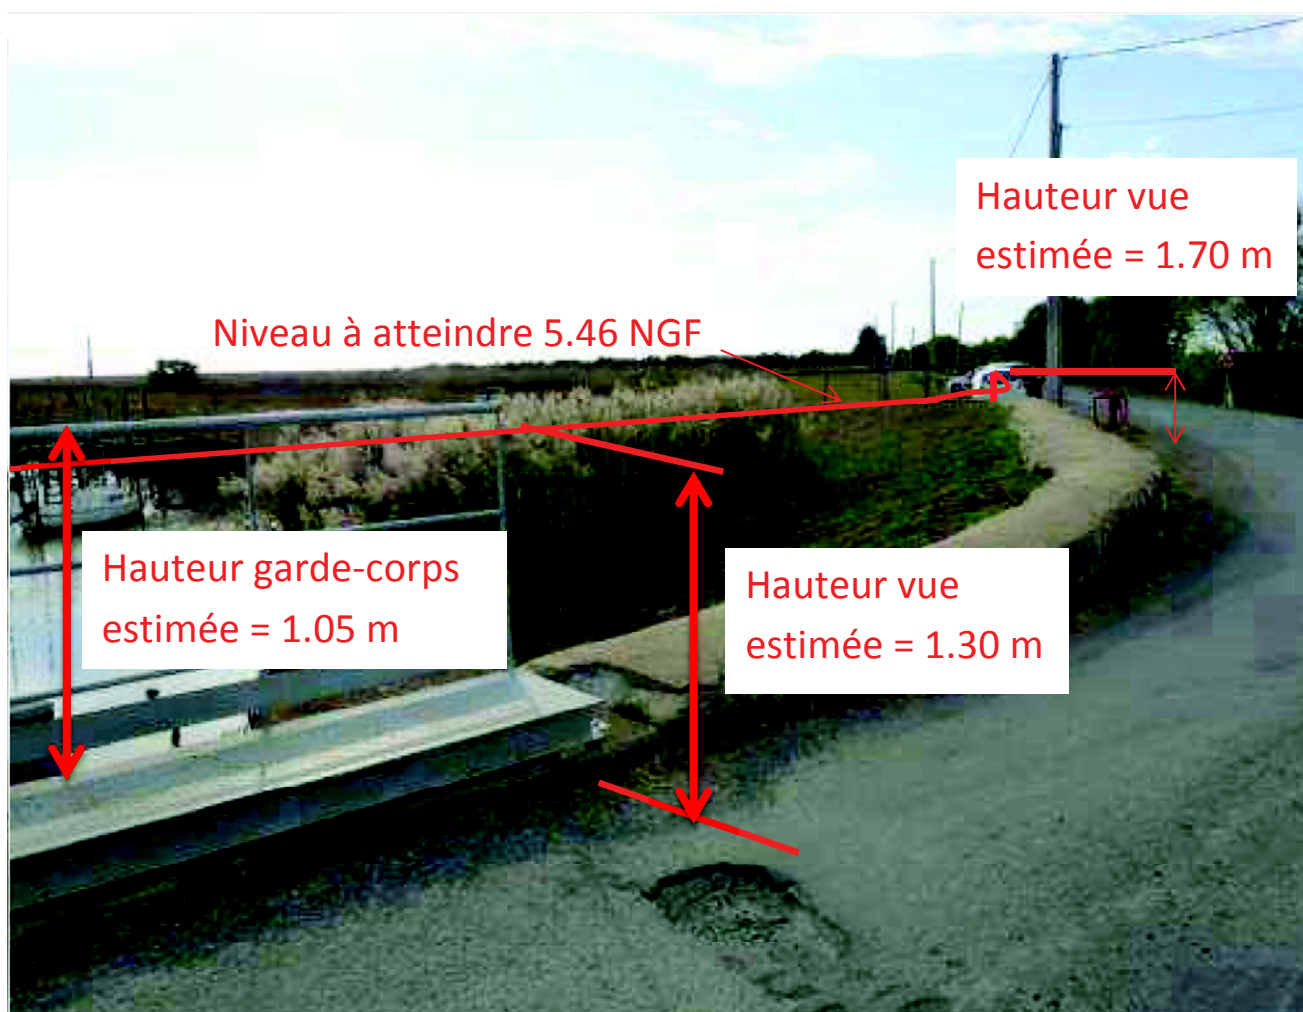 Hauteur vue
estimée = 1.70 m
Niveau à atteindre 5.46 NGF
Hauteur garde-corps
estimée = 1.05 m
Hauteur vue
estimée = 1.30 m